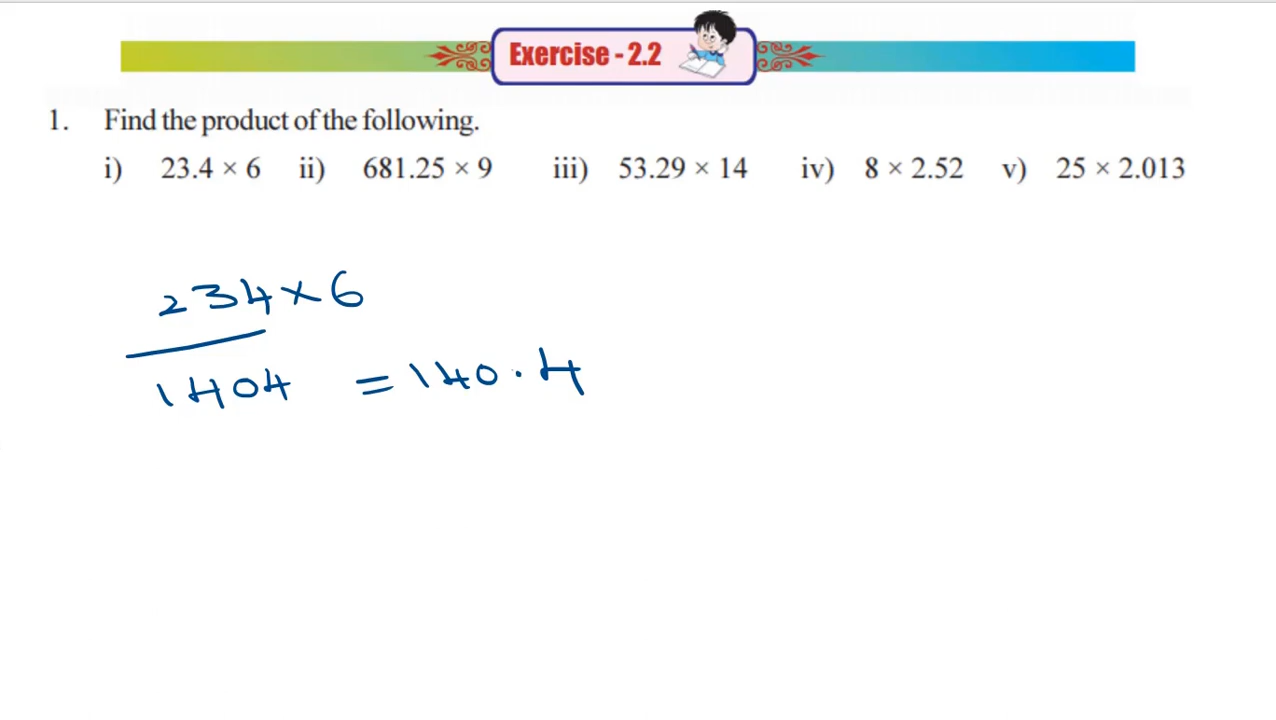 Exercise - 2.2
1. Find the product of the following.
i) 23.4 × 6 ii) 681.25 × 9 iii) 53.29 × 14 iv) 8 × 2.52 v) 25 × 2.013
234×6
1404 =140.4